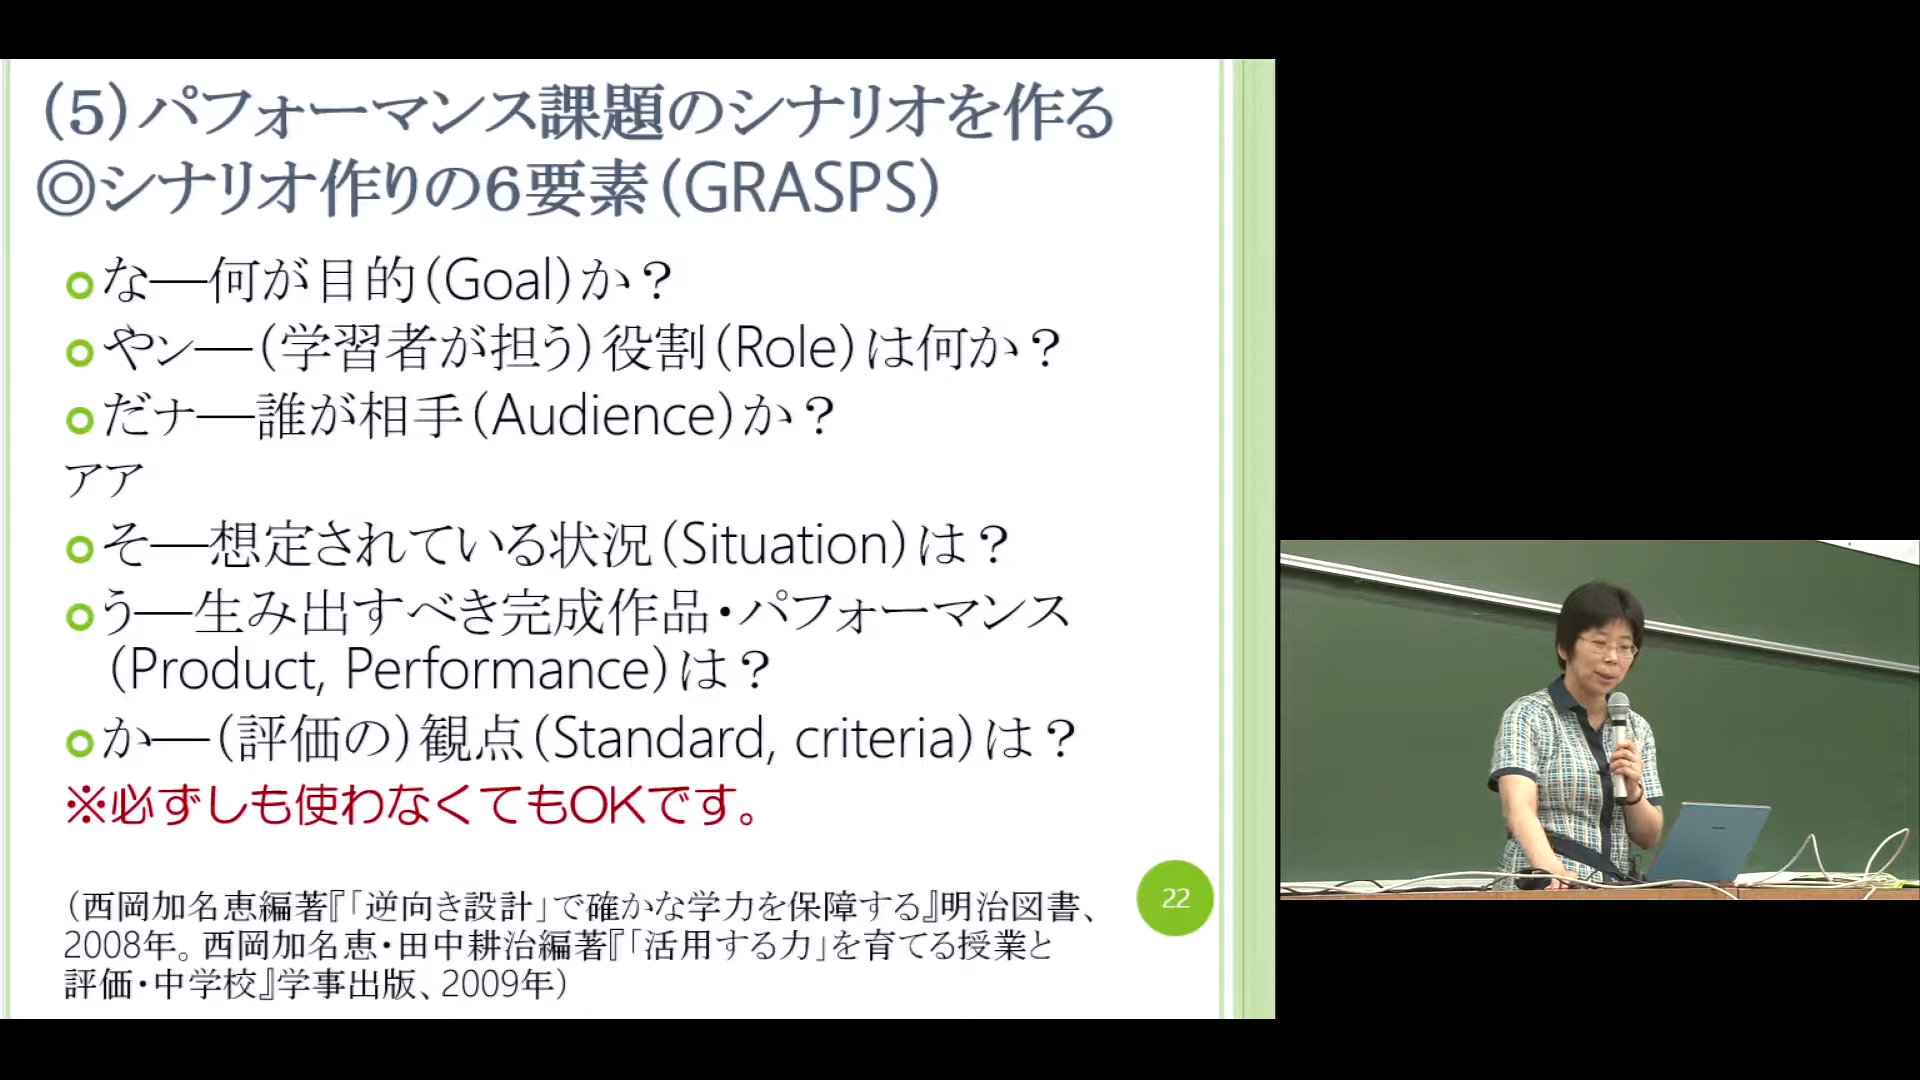 (5)パフォーマンス課題のシナリオを作る
◎シナリオ作りの6要素(GRASPS)
な―何が目的(Goal)か？
やン―(学習者が担う)役割(Role)は何か？
だナ―誰が相手(Audience)か？
アア
そ―想定されている状況(Situation)は？
う―生み出すべき完成作品・パフォーマンス
(Product, Performance)は？
か―(評価の)観点(Standard, criteria)は？
※必ずしも使わなくてもOKです。
(西岡加名恵編著『「逆向き設計」で確かな学力を保障する』明治図書、
2008年。西岡加名恵・田中耕治編著『「活用する力」を育てる授業と
評価・中学校』学事出版、2009年)
22